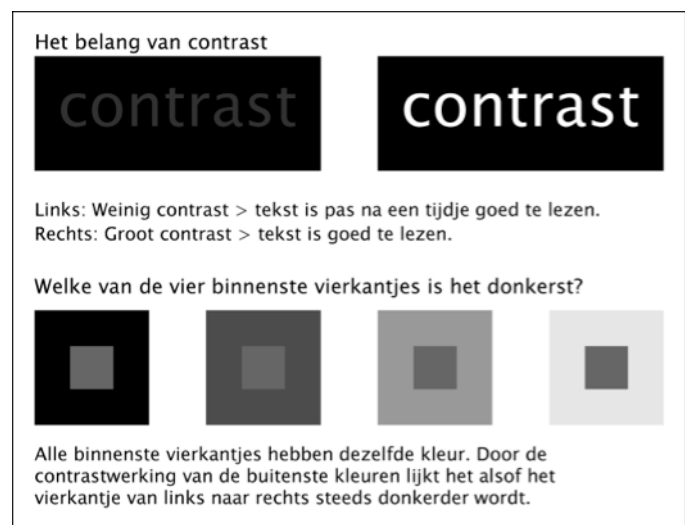 Het belang van contrast
contrast
contrast
Links: Weinig contrast > tekst is pas na een tijdje goed te lezen.
Rechts: Groot contrast > tekst is goed te lezen.
Welke van de vier binnenste vierkantjes is het donkerst?
Alle binnenste vierkantjes hebben dezelfde kleur. Door de
contrastwerking van de buitenste kleuren lijkt het alsof het
vierkantje van links naar rechts steeds donkerder wordt.